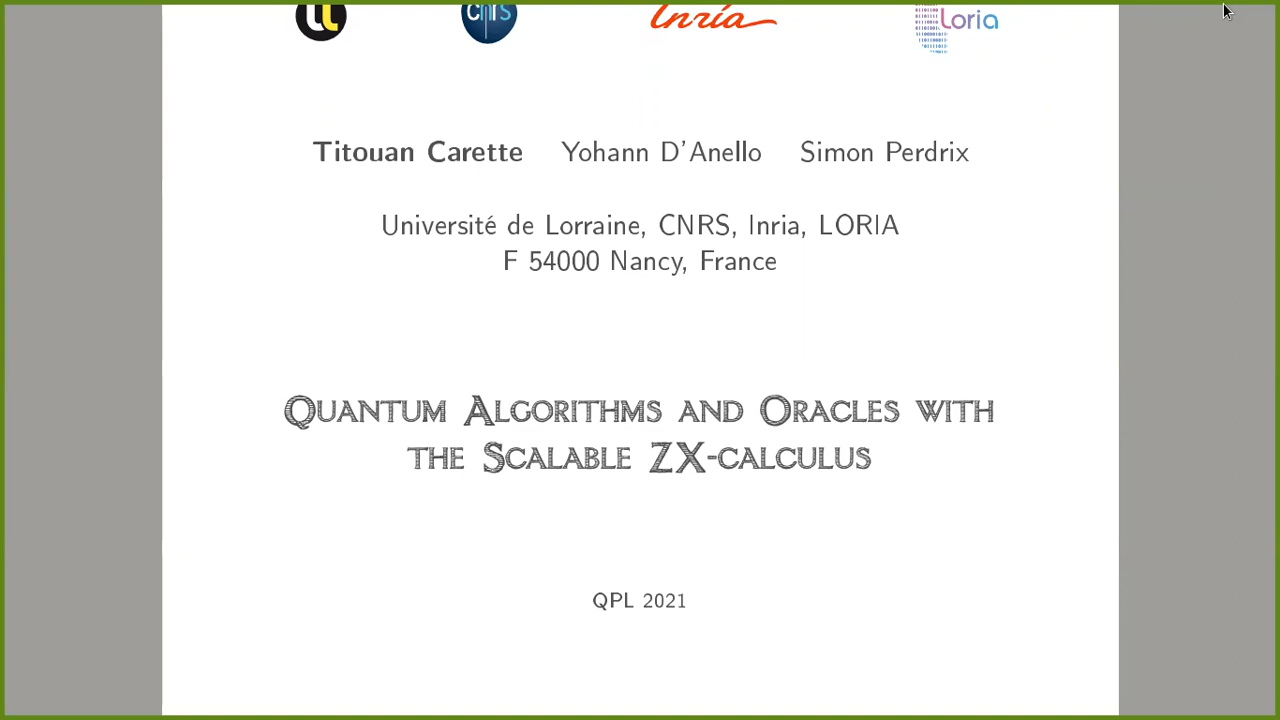 cnrs
Inria
Loria
Titouan Carette Yohann D'Anello Simon Perdrix
Université de Lorraine, CNRS, Inria, LORIA
F 54000 Nancy, France
QUANTUM ALGORITHMS AND ORACLES WITH
THE SCALABLE ZX-CALCULUS
QPL 2021